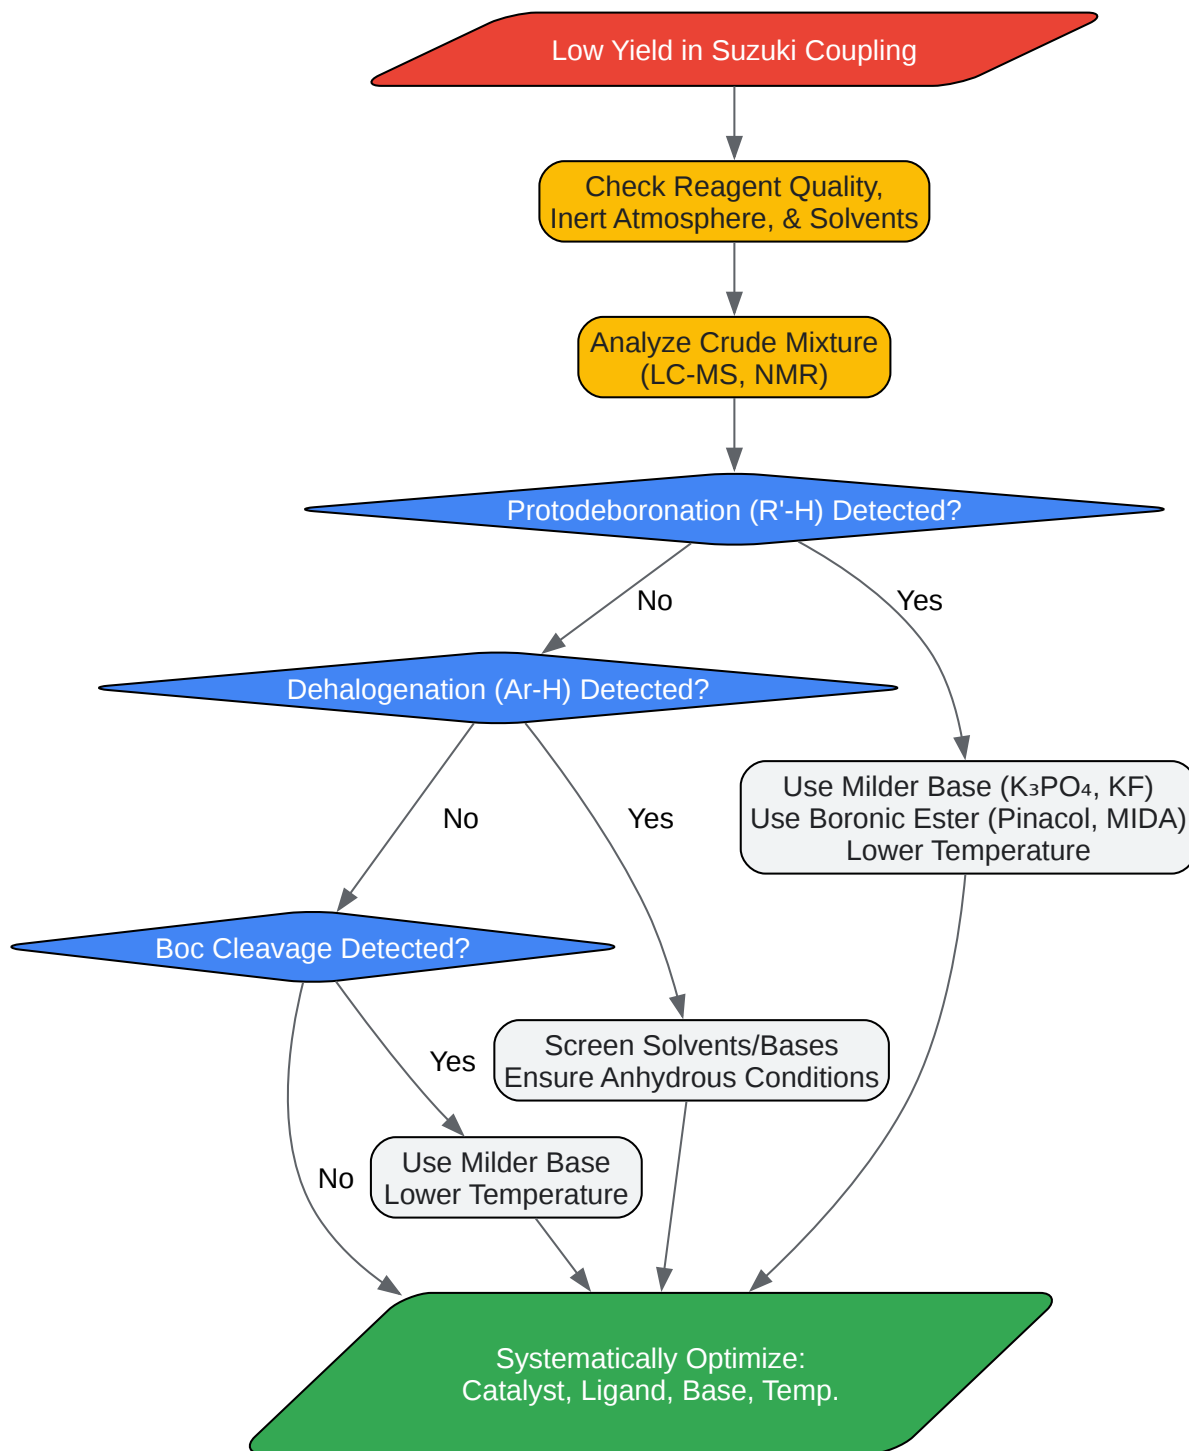 Low Yield in Suzuki Coupling
Check Reagent Quality,
Inert Atmosphere, & Solvents
Analyze Crude Mixture
(LC-MS, NMR)
Protodeboronation (R'-H) Detected?
No
Yes
Dehalogenation (Ar-H) Detected?
No
Yes
Use Milder Base (K₃PO₄, KF)
Use Boronic Ester (Pinacol, MIDA)
Lower Temperature
Boc Cleavage Detected?
Yes
No
Screen Solvents/Bases
Ensure Anhydrous Conditions
Use Milder Base
Lower Temperature
Systematically Optimize:
Catalyst, Ligand, Base, Temp.